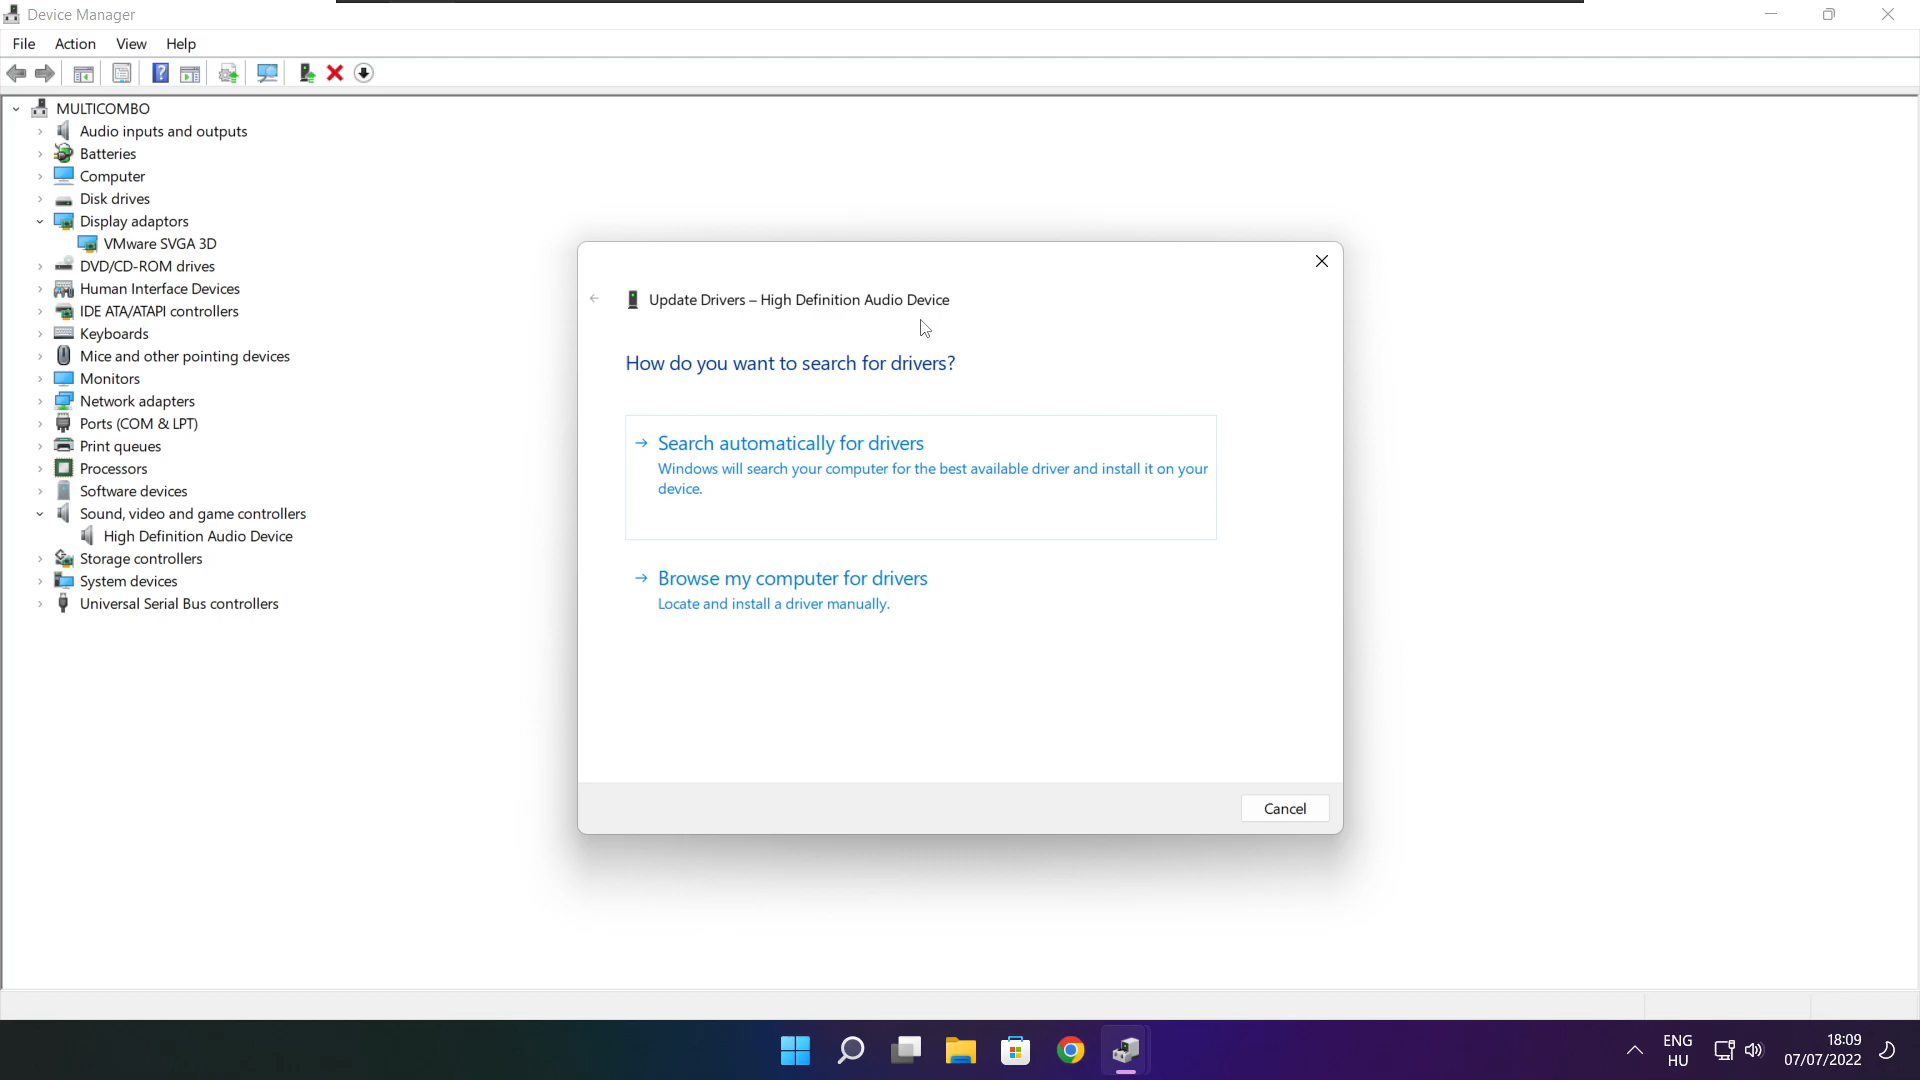 Device Manager
File Action View Help
MULTICOMBO
Audio inputs and outputs
Batteries
Computer
Disk drives
Display adaptors
VMware SVGA 3D
DVD/CD-ROM drives
Human Interface Devices
IDE ATA/ATAPI controllers
Keyboards
Mice and other pointing devices
Monitors
Network adapters
Ports (COM & LPT)
Print queues
Processors
Software devices
Sound, video and game controllers
High Definition Audio Device
Storage controllers
System devices
Universal Serial Bus controllers
Update Drivers – High Definition Audio Device
How do you want to search for drivers?
Search automatically for drivers
Windows will search your computer for the best available driver and install it on your
device.
Browse my computer for drivers
Locate and install a driver manually.
Cancel
ENG
HU
18:09
07/07/2022